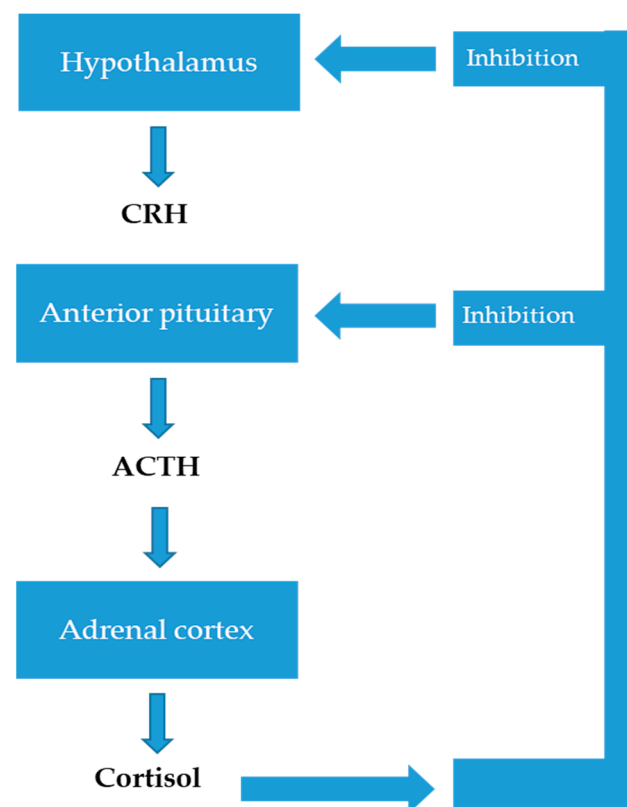 Hypothalamus
Inhibition
CRH
Anterior pituitary
Inhibition
ACTH
Adrenal cortex
Cortisol